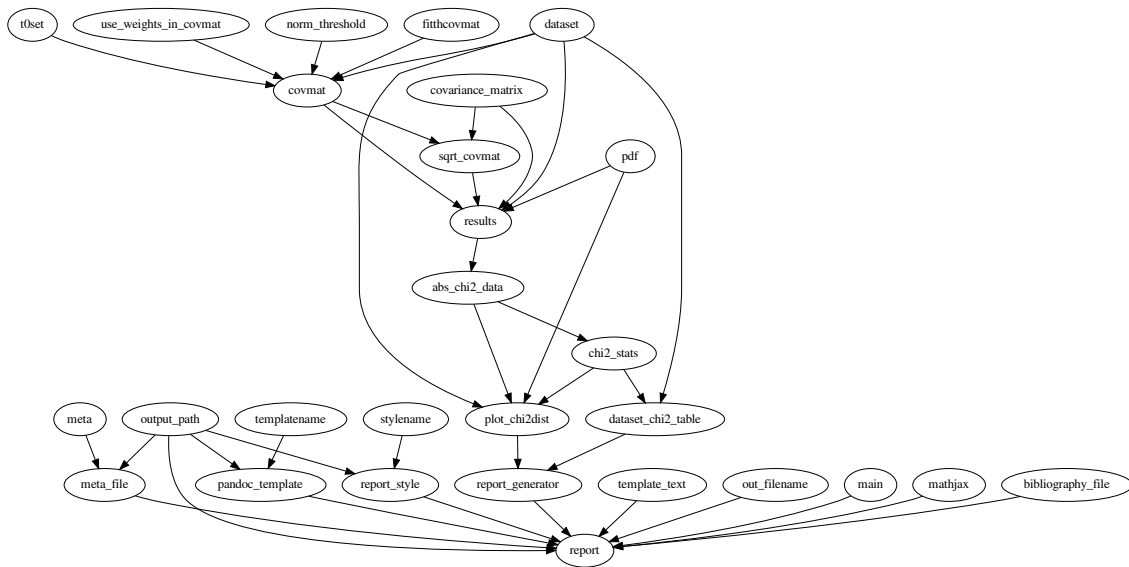 t0set
use_weights_in_covmat
norm_threshold
fitthcovmat
dataset
covmat
covariance_matrix
sqrt_covmat
pdf
results
abs_chi2_data
chi2_stats
meta
output_path
templatename
stylename
plot_chi2dist
dataset_chi2_table
meta_file
pandoc_template
report_style
report_generator
template_text
out_filename
main
mathjax
bibliography_file
report